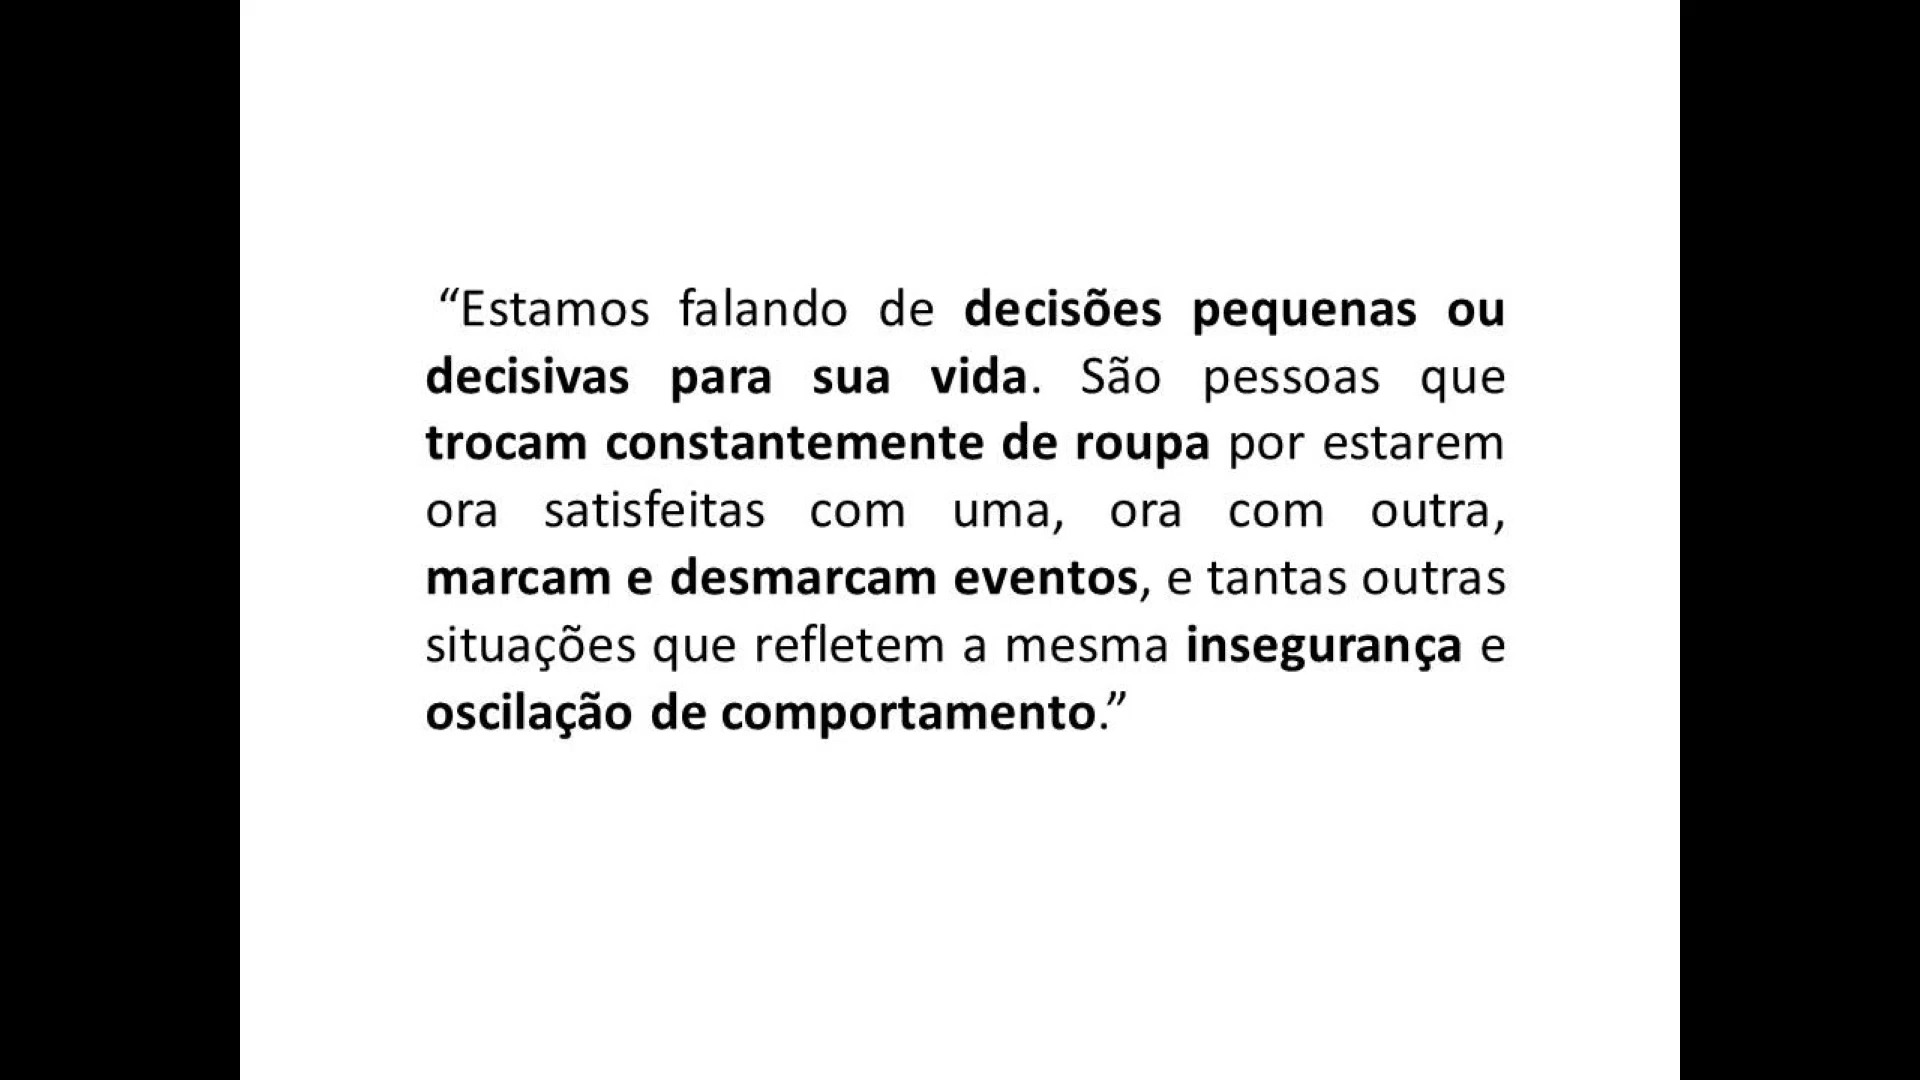 “Estamos falando de decisões pequenas ou
decisivas para sua vida. São pessoas que
trocam constantemente de roupa por estarem
ora satisfeitas com uma, ora com outra,
marcam e desmarcam eventos, e tantas outras
situações que refletem a mesma insegurança e
oscilação de comportamento.”